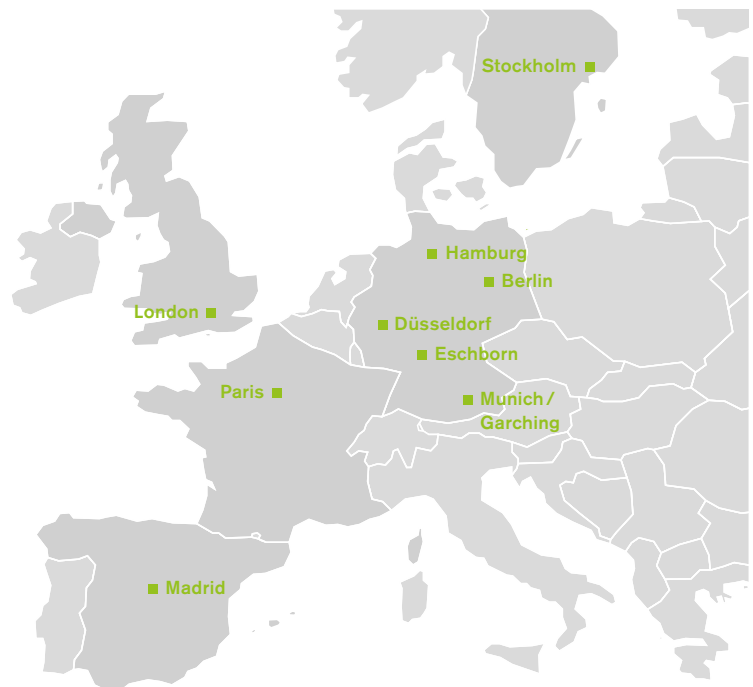 Stockholm
Hamburg
Berlin
London
Düsseldorf
Eschborn
Paris
Munich /
Garching
Madrid